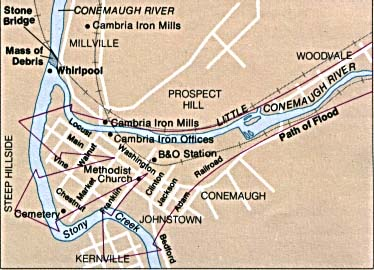 Stone
Bridge
CONEMAUGH RIVER
Cambria Iron Mills
MILLVILLE
Mass of
Debris
Whirlpool
WOODVALE
PROSPECT
HILL
LITTLE CONEMAUGH RIVER
Cambria Iron Mills
Path of Flood
Cambria Iron Offices
Locust
Main
Washington
B&O Station
Vine
Walnut
Methodist
Church
Railroad
STEEP HILLSIDE
Market
Clinton
Jackson
Adam
CONEMAUGH
Chestnut
Franklin
Cemetery
JOHNSTOWN
Stony Creek
Bedford
KERNVILLE